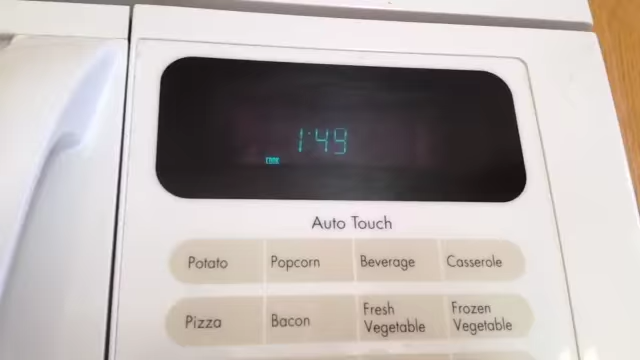 1:49
Auto Touch
Potato Popcorn Beverage Casserole
Pizza Bacon Fresh Vegetable Frozen Vegetable